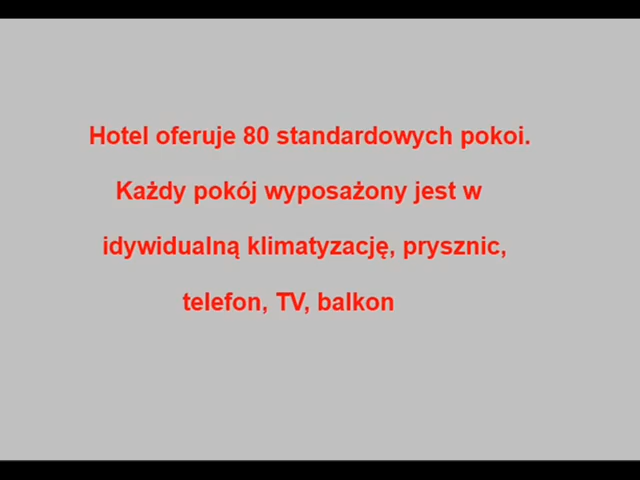 Hotel oferuje 80 standardowych pokoi.
Każdy pokój wyposażony jest w
idywidualną klimatyzację, prysznic,
telefon, TV, balkon